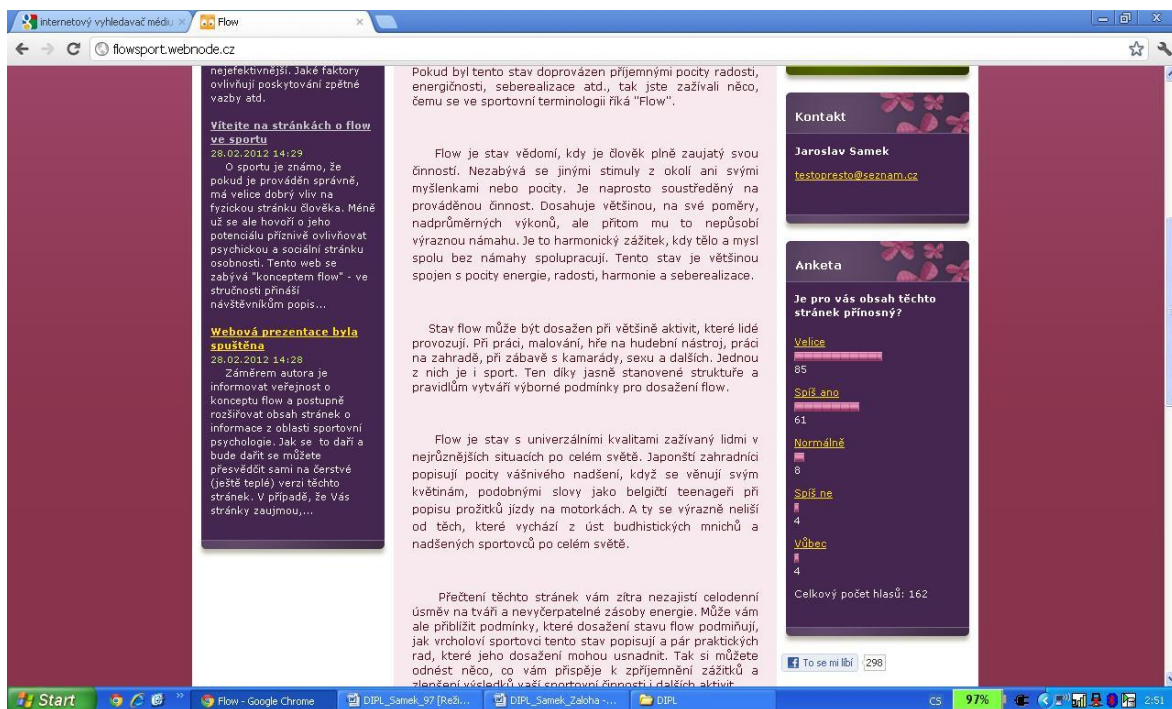 internetový vyhledavač médiu
Flow
flowsport.webnode.cz
nejefektivnější. Jaké faktory
ovlivňují poskytování zpětné
vazby atd.
Vítejte na stránkách o flow
ve sportu
28.02.2012 14:29
O sportu je známo, že
pokud je prováděn správně,
má velice dobrý vliv na
fyzickou stránku člověka. Méně
už se ale hovoří o jeho
potenciálu příznivě ovlivňovat
psychickou a sociální stránku
osobnosti. Tento web se
zabývá "konceptem flow" - ve
stručnosti přináší
návštěvníkům popis...
Webová prezentace byla
spuštěna
28.02.2012 14:28
Záměrem autora je
informovat veřejnost o
konceptu flow a postupně
rozšiřovat obsah stránek o
informace z oblasti sportovní
psychologie. Jak se to daří a
bude dařit se můžete
přesvědčit sami na čerstvé
(ještě teplé) verzi těchto
stránek. V případě, že Vás
stránky zaujmou,...
Pokud byl tento stav doprovázen příjemnými pocity radosti,
energičnosti, seberealizace atd., tak jste zažívali něco,
čemu se ve sportovní terminologii říká "Flow".
Flow je stav vědomí, kdy je člověk plně zaujatý svou
činností. Nezabývá se jinými stimuly z okolí ani svými
myšlenkami nebo pocity. Je naprosto soustředěný na
prováděnou činnost. Dosahuje většinou, na své poměry,
nadprůměrných výkonů, ale přitom mu to nepůsobí
výraznou námahu. Je to harmonický zážitek, kdy tělo a mysl
spolu bez námahy spolupracují. Tento stav je většinou
spojen s pocity energie, radosti, harmonie a seberealizace.
Stav flow může být dosažen při většině aktivit, které lidé
provozují. Při práci, malování, hře na hudební nástroj, práci
na zahradě, při zábavě s kamarády, sexu a dalších. Jednou
z nich je i sport. Ten díky jasně stanovené struktuře a
pravidlům vytváří výborné podmínky pro dosažení flow.
Flow je stav s univerzálními kvalitami zažívaný lidmi v
nejrůznějších situacích po celém světě. Japonští zahradníci
popisují pocity vášnivého nadšení, když se věnují svým
květinám, podobnými slovy jako belgičtí teenageři při
popisu prožitků jízdy na motorkách. A ty se výrazně neliší
od těch, které vychází z úst budhistických mnichů a
nadšených sportovců po celém světě.
Přečtení těchto stránek vám zítra nezajistí celodenní
úsměv na tváři a nevyčerpatelné zásoby energie. Může vám
ale přiblížit podmínky, které dosažení stavu flow podmiňují,
jak vrcholoví sportovci tento stav popisují a pár praktických
rad, které jeho dosažení mohou usnadnit. Tak si můžete
odnést něco, co vám přispěje k zpříjemnění zážitků a
zlepšení výsledků vaší sportovní činnosti i dalších aktivit.
Kontakt
Jaroslav Samek
testopresto@seznam.cz
Anketa
Je pro vás obsah těchto
stránek přínosný?
Velice
85
Spíš ano
61
Normálně
8
Spíš ne
4
Vůbec
4
Celkový počet hlasů: 162
To se mi líbí 298
Start
Flow - Google Chrome
DIPL_Samek_97 [Reži...
DIPL_Samek_Zaloha -...
DIPL
CS
97%
2:51